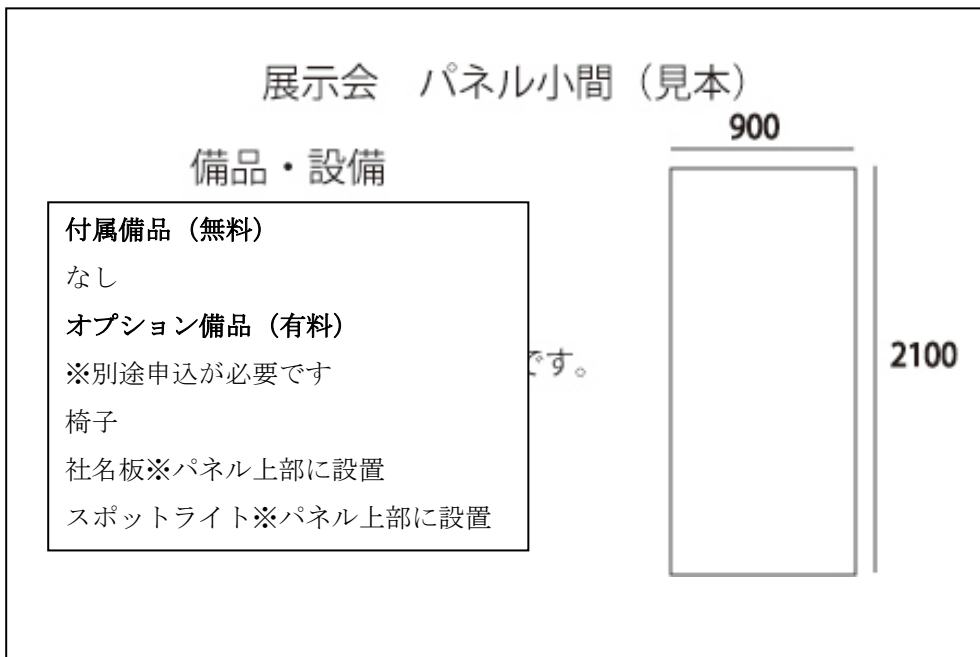 展示会　パネル小間（見本）
900
備品・設備
付属備品（無料）
なし
オプション備品（有料）
※別途申込が必要です
椅子
社名板※パネル上部に設置
スポットライト※パネル上部に設置
です。
2100